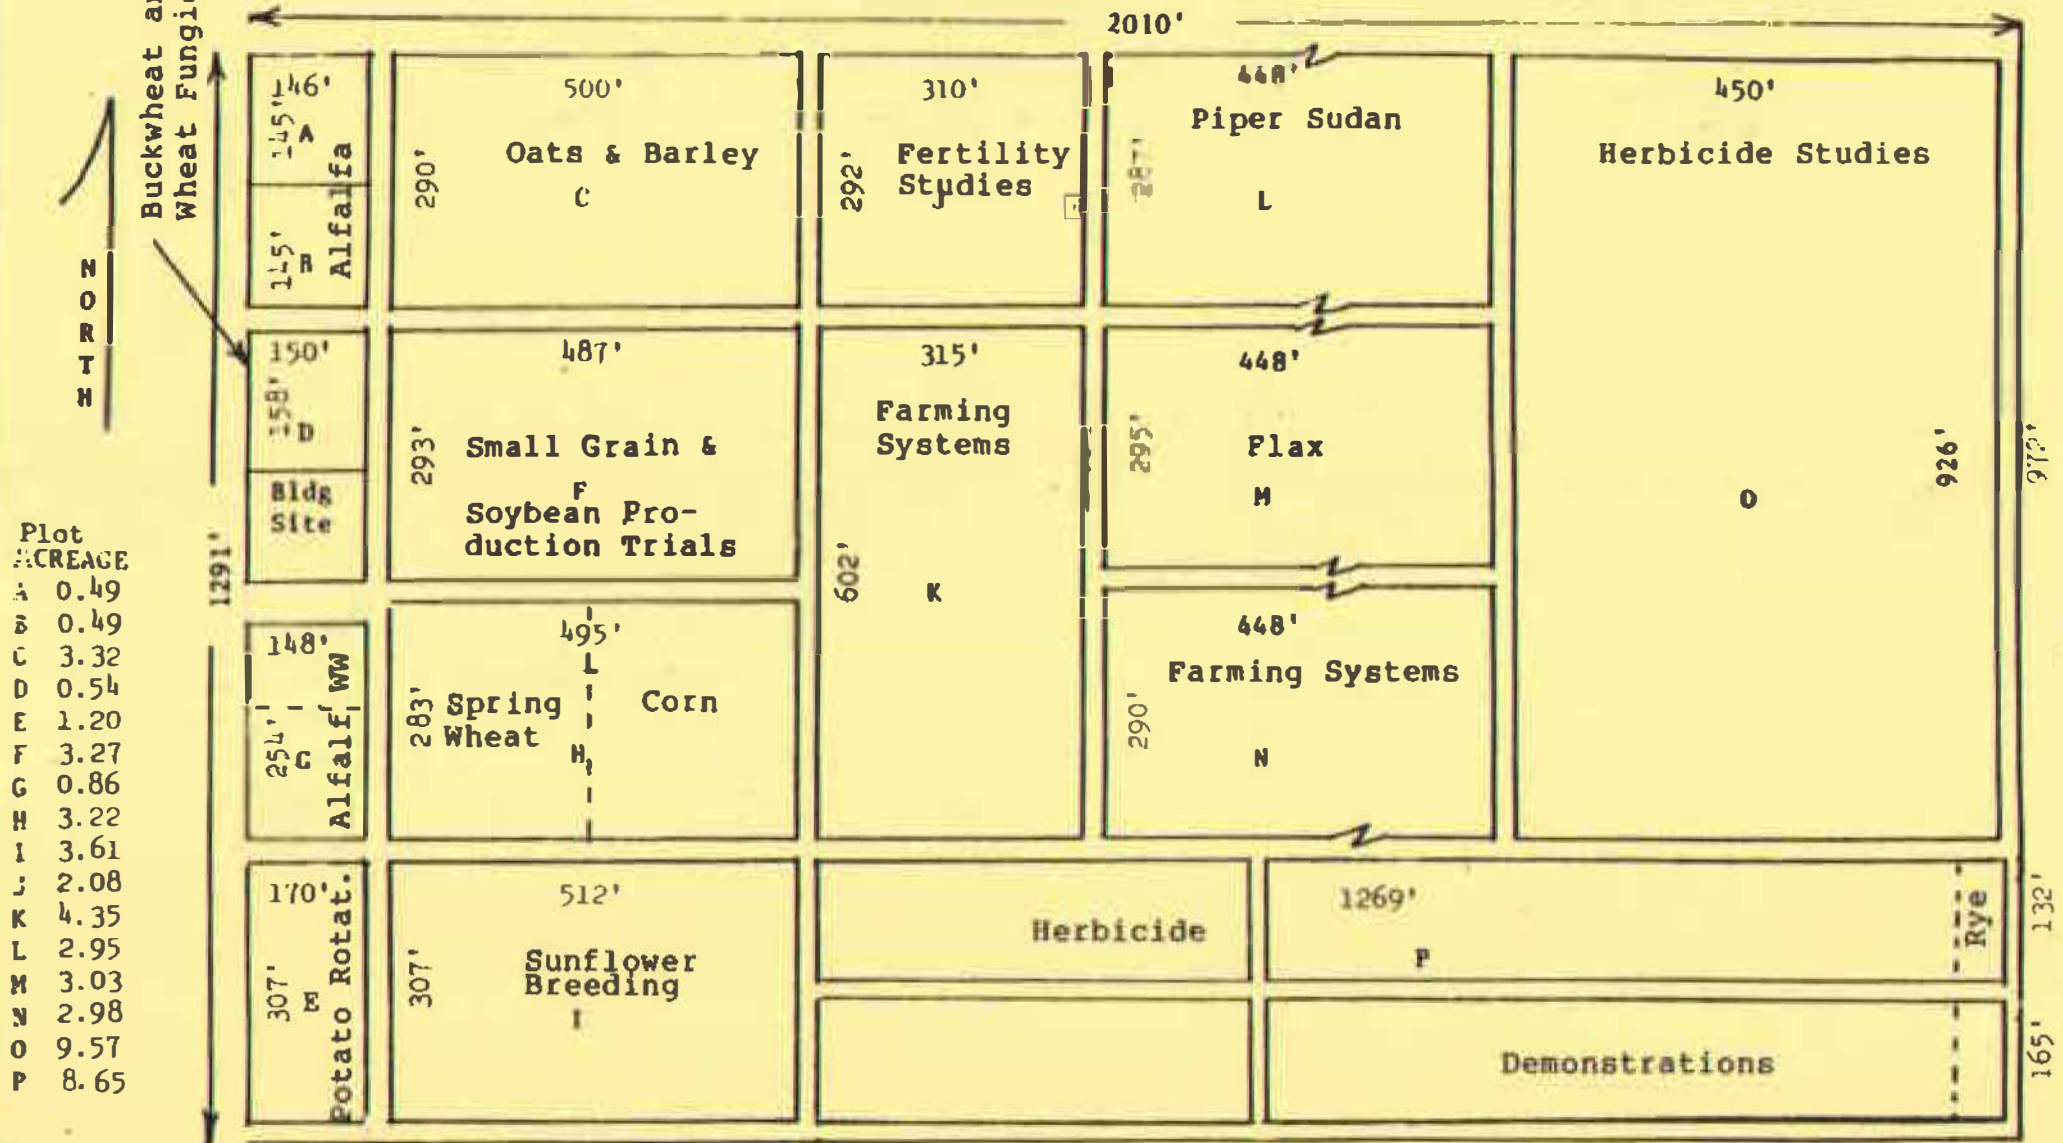 2010'
Buckwheat
Wheat
NORTH
1291'
146'
145'
A
Alfalfa
145'
500'
290'
Oats & Barley
C
310'
292'
Fertility
Studies
J
448'
Piper Sudan
L
450'
Herbicide Studies
926'
O
150'
158'
D
Bldg
Site
487'
293'
Small Grain &
F
Soybean Pro-
duction Trials
315'
Farming
Systems
602'
K
448'
295'
Flax
M
148'
WW
254'
G
Alfalf
495'
283'
Spring
Wheat
H
Corn
448'
Farming Systems
290'
N
170'
307'
E
Potato Rotat.
512'
307'
Sunflower
Breeding
I
Herbicide
1269'
P
Rye
132'
Demonstrations
165'
Plot
ACREAGE
A 0.49
B 0.49
C 3.32
D 0.54
E 1.20
F 3.27
G 0.86
H 3.22
I 3.61
J 2.08
K 4.35
L 2.95
M 3.03
N 2.98
O 9.57
P 8.65